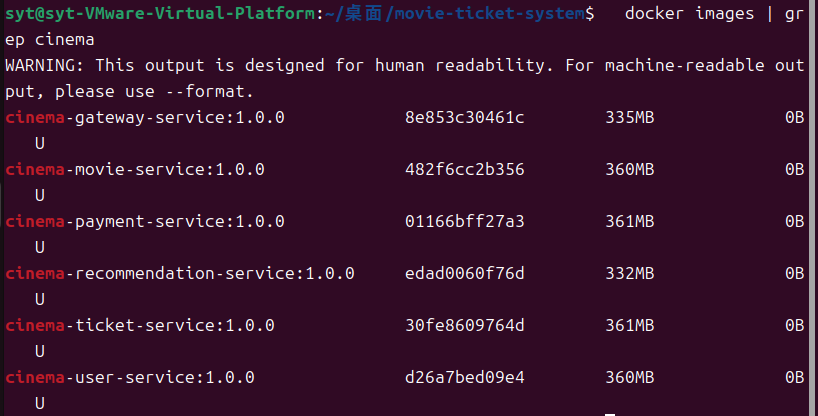 syt@syt-VMware-Virtual-Platform:~/桌面/movie-ticket-system$   docker images | gr
ep cinema
WARNING: This output is designed for human readability. For machine-readable out
put, please use --format.
cinema-gateway-service:1.0.0            8e853c30461c        335MB             0B
   U
cinema-movie-service:1.0.0              482f6cc2b356        360MB             0B
   U
cinema-payment-service:1.0.0            01166bff27a3        361MB             0B
   U
cinema-recommendation-service:1.0.0     edad0060f76d        332MB             0B
   U
cinema-ticket-service:1.0.0             30fe8609764d        361MB             0B
   U
cinema-user-service:1.0.0               d26a7bed09e4        360MB             0B
   U